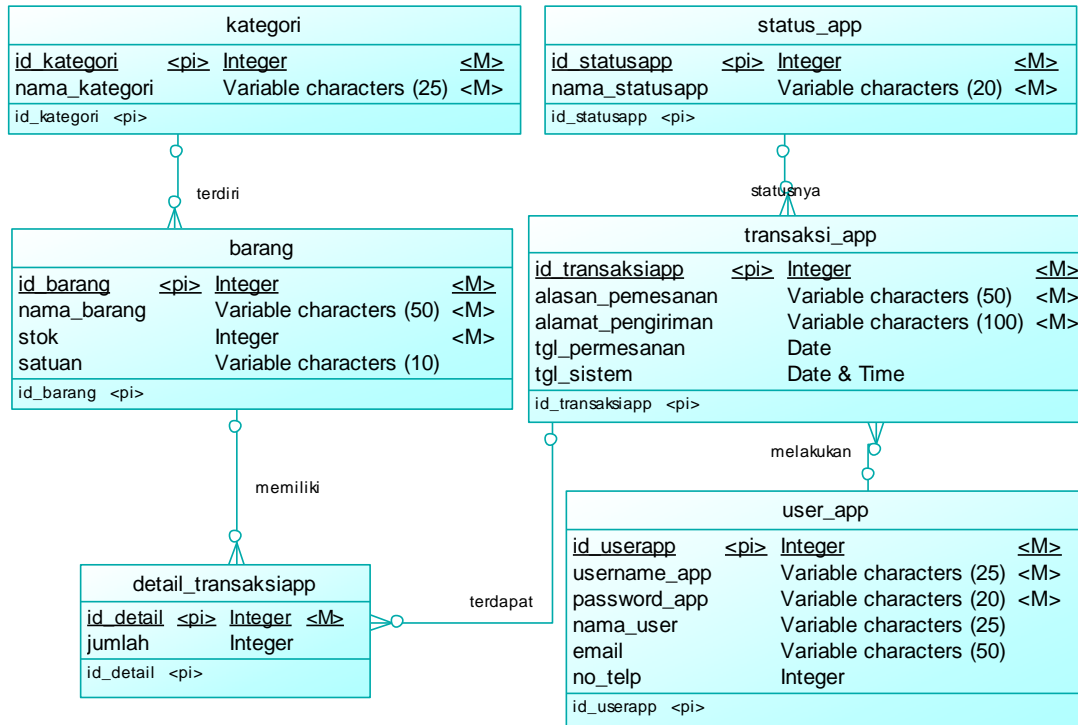 kategori
id_kategori <pi> Integer <M>
nama_kategori Variable characters (25) <M>
id_kategori <pi>
status_app
id_statusapp <pi> Integer <M>
nama_statusapp Variable characters (20) <M>
id_statusapp <pi>
terdiri
statusnya
barang
id_barang <pi> Integer <M>
nama_barang Variable characters (50) <M>
stok Integer <M>
satuan Variable characters (10)
id_barang <pi>
transaksi_app
id_transaksiapp <pi> Integer <M>
alasan_pemesanan Variable characters (50) <M>
alamat_pengiriman Variable characters (100) <M>
tgl_permesanan Date
tgl_sistem Date & Time
id_transaksiapp <pi>
memiliki
melakukan
terdapat
detail_transaksiapp
id_detail <pi> Integer <M>
jumlah Integer
id_detail <pi>
user_app
id_userapp <pi> Integer <M>
username_app Variable characters (25) <M>
password_app Variable characters (20) <M>
nama_user Variable characters (25)
email Variable characters (50)
no_telp Integer
id_userapp <pi>